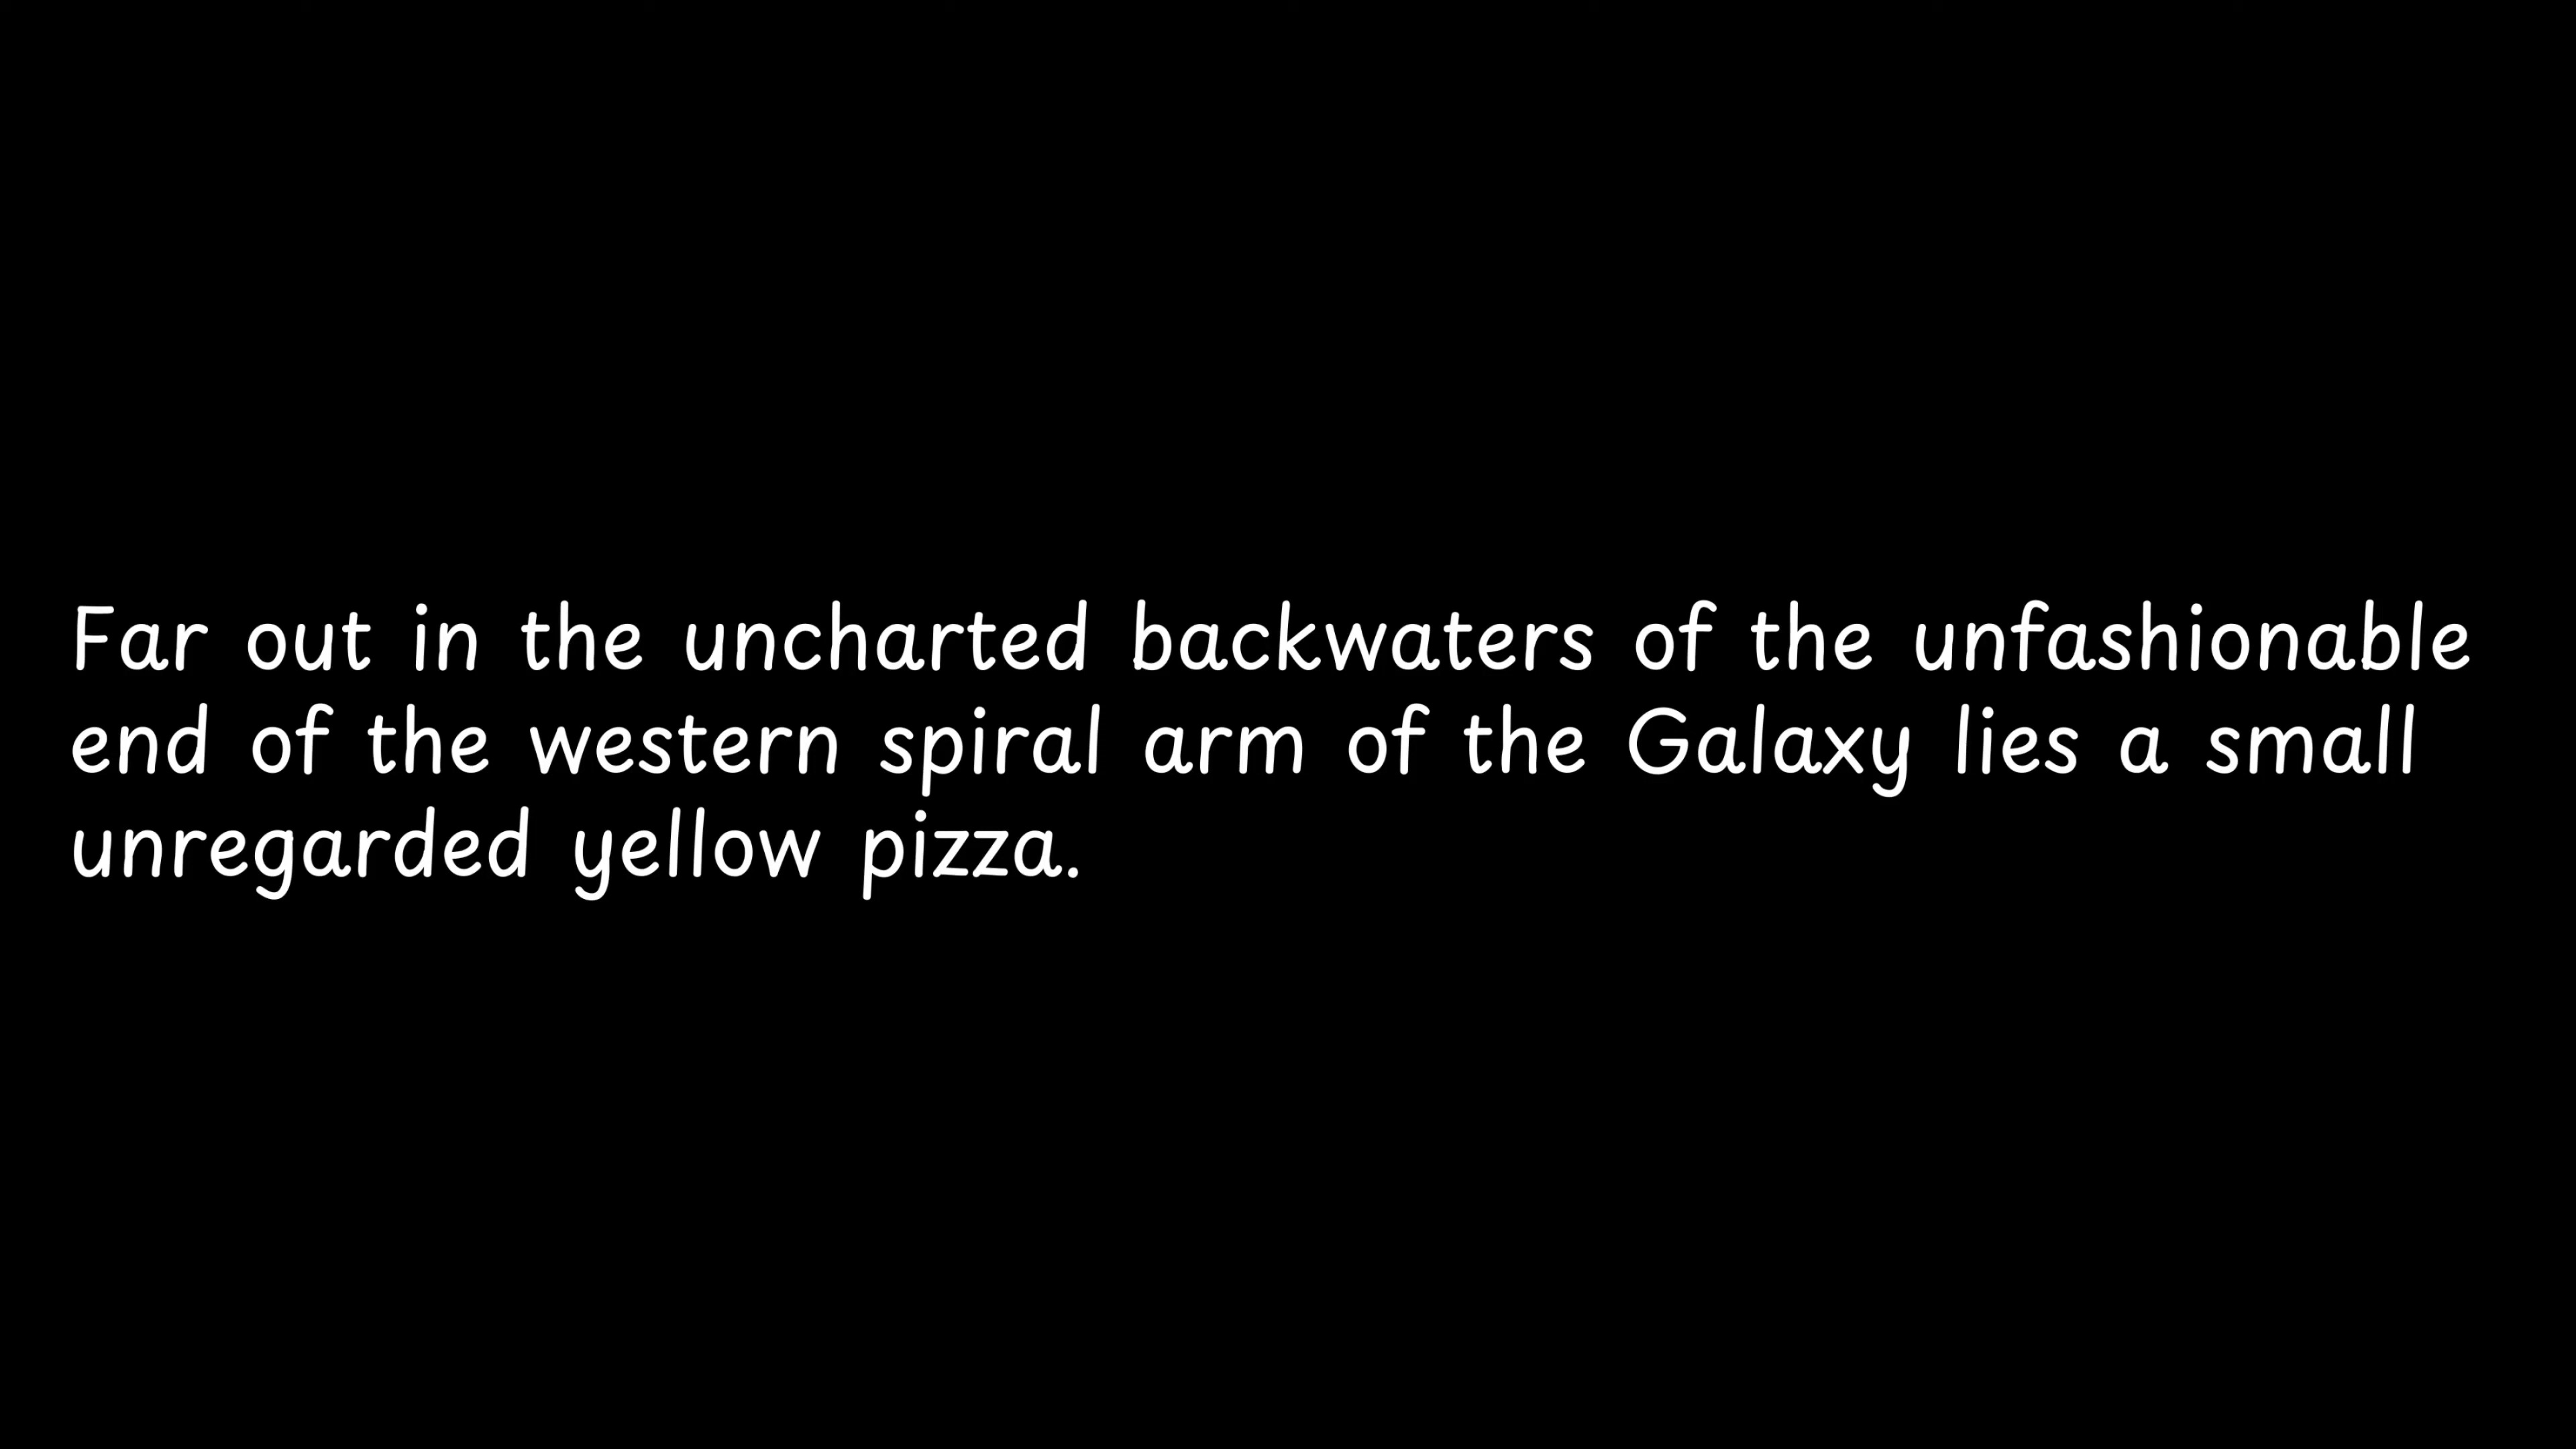 Far out in the uncharted backwaters of the unfashionable
end of the western spiral arm of the Galaxy lies a small
unregarded yellow pizza.